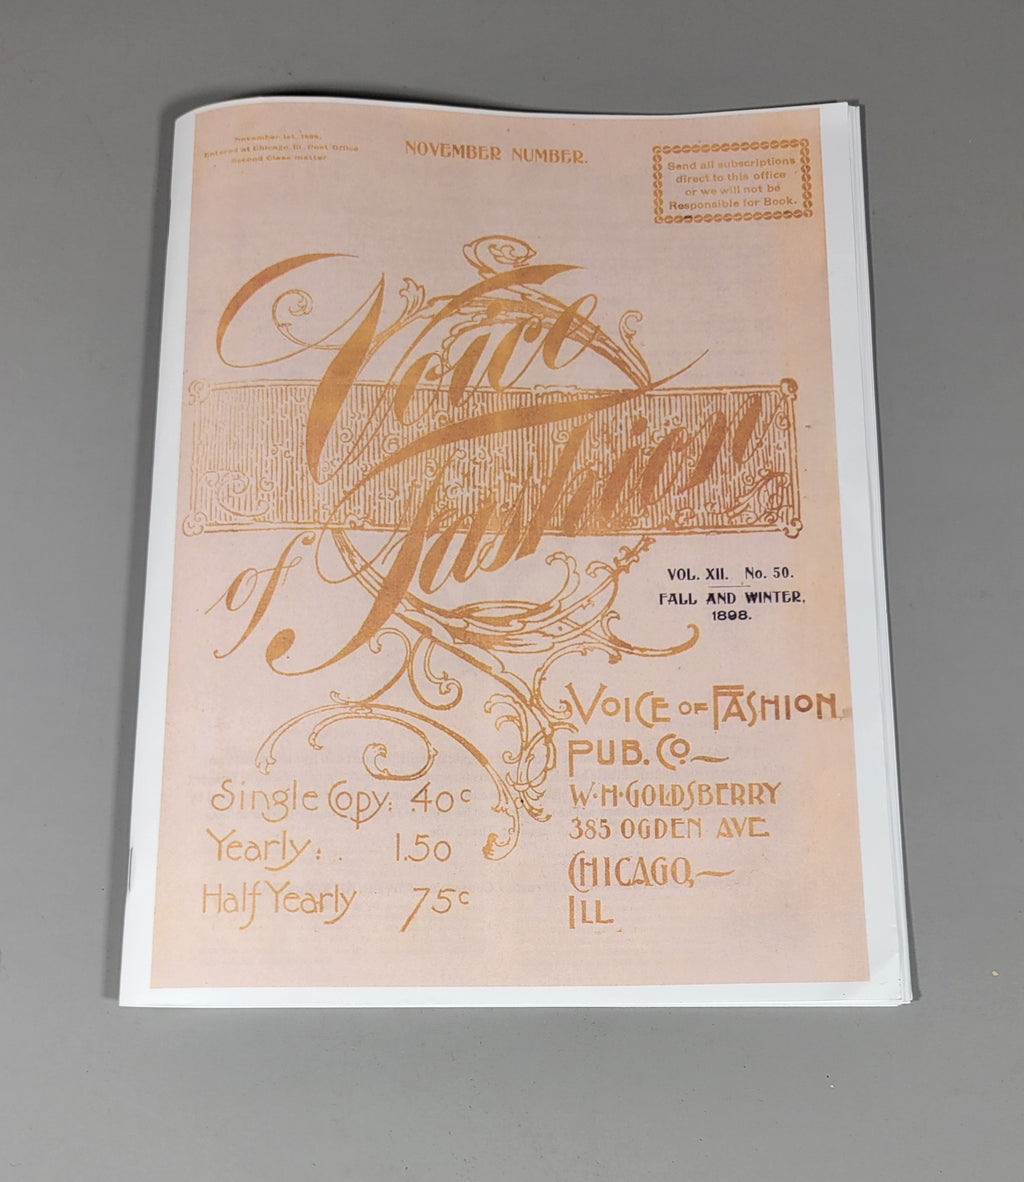 November 1st, 1898,
Entered at Chicago, Ill., Post Office
Second Class matter
NOVEMBER NUMBER.
Send all subscriptions
direct to this office
or we will not be
Responsible for Book.
Voice
of Fashion
VOL. XII. No. 50.
FALL AND WINTER,
1898.
VOICE OF FASHION
PUB. CO.
W·H·GOLDSBERRY
385 OGDEN AVE
CHICAGO,
ILL.
Single Copy: 40c
Yearly: . . 1.50
Half Yearly 75c